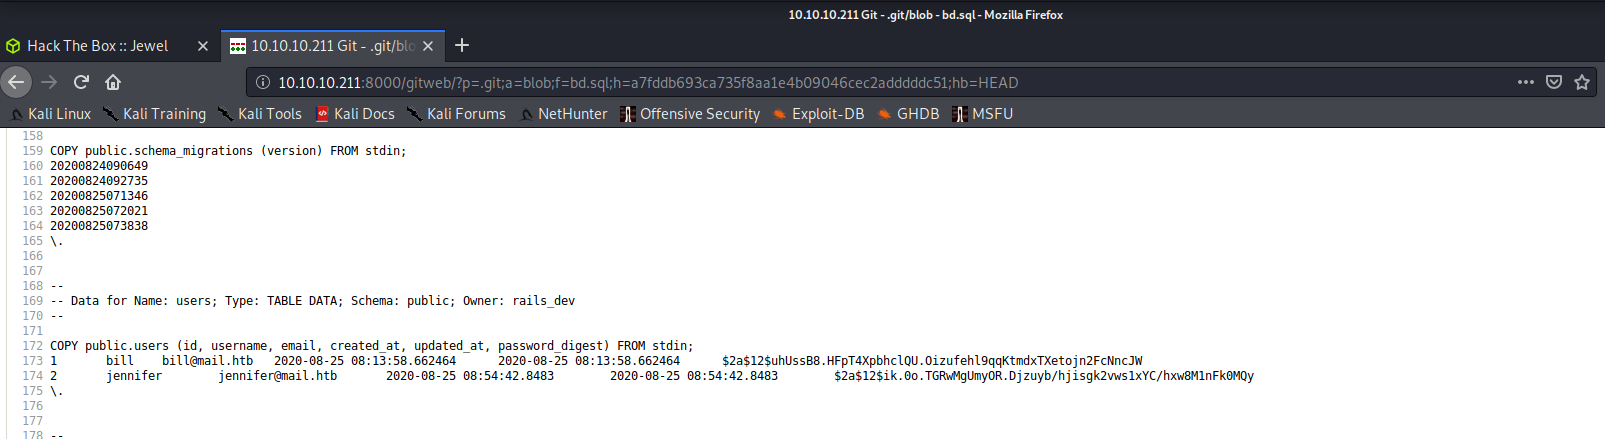 10.10.10.211 Git - .git/blob - bd.sql - Mozilla Firefox
Hack The Box :: Jewel
10.10.10.211 Git - .git/blo
10.10.10.211:8000/gitweb/?p=.git;a=blob;f=bd.sql;h=a7fddb693ca735f8aa1e4b09046cec2adddddc51;hb=HEAD
Kali Linux Kali Training Kali Tools Kali Docs Kali Forums NetHunter Offensive Security Exploit-DB GHDB MSFU
158
159 COPY public.schema_migrations (version) FROM stdin;
160 20200824090649
161 20200824092735
162 20200825071346
163 20200825072021
164 20200825073838
165 \.
166
167
168 --
169 -- Data for Name: users; Type: TABLE DATA; Schema: public; Owner: rails_dev
170 --
171
172 COPY public.users (id, username, email, created_at, updated_at, password_digest) FROM stdin;
173 1 bill bill@mail.htb 2020-08-25 08:13:58.662464 2020-08-25 08:13:58.662464 $2a$12$uhUssB8.HFpT4XpbhclQU.Oizufehl9qqKtmdxTXetojn2FcNncJW
174 2 jennifer jennifer@mail.htb 2020-08-25 08:54:42.8483 2020-08-25 08:54:42.8483 $2a$12$ik.0o.TGRwMgUmyOR.Djzuyb/hjisgk2vws1xYC/hxw8M1nFk0MQy
175 \.
176
177
178 --